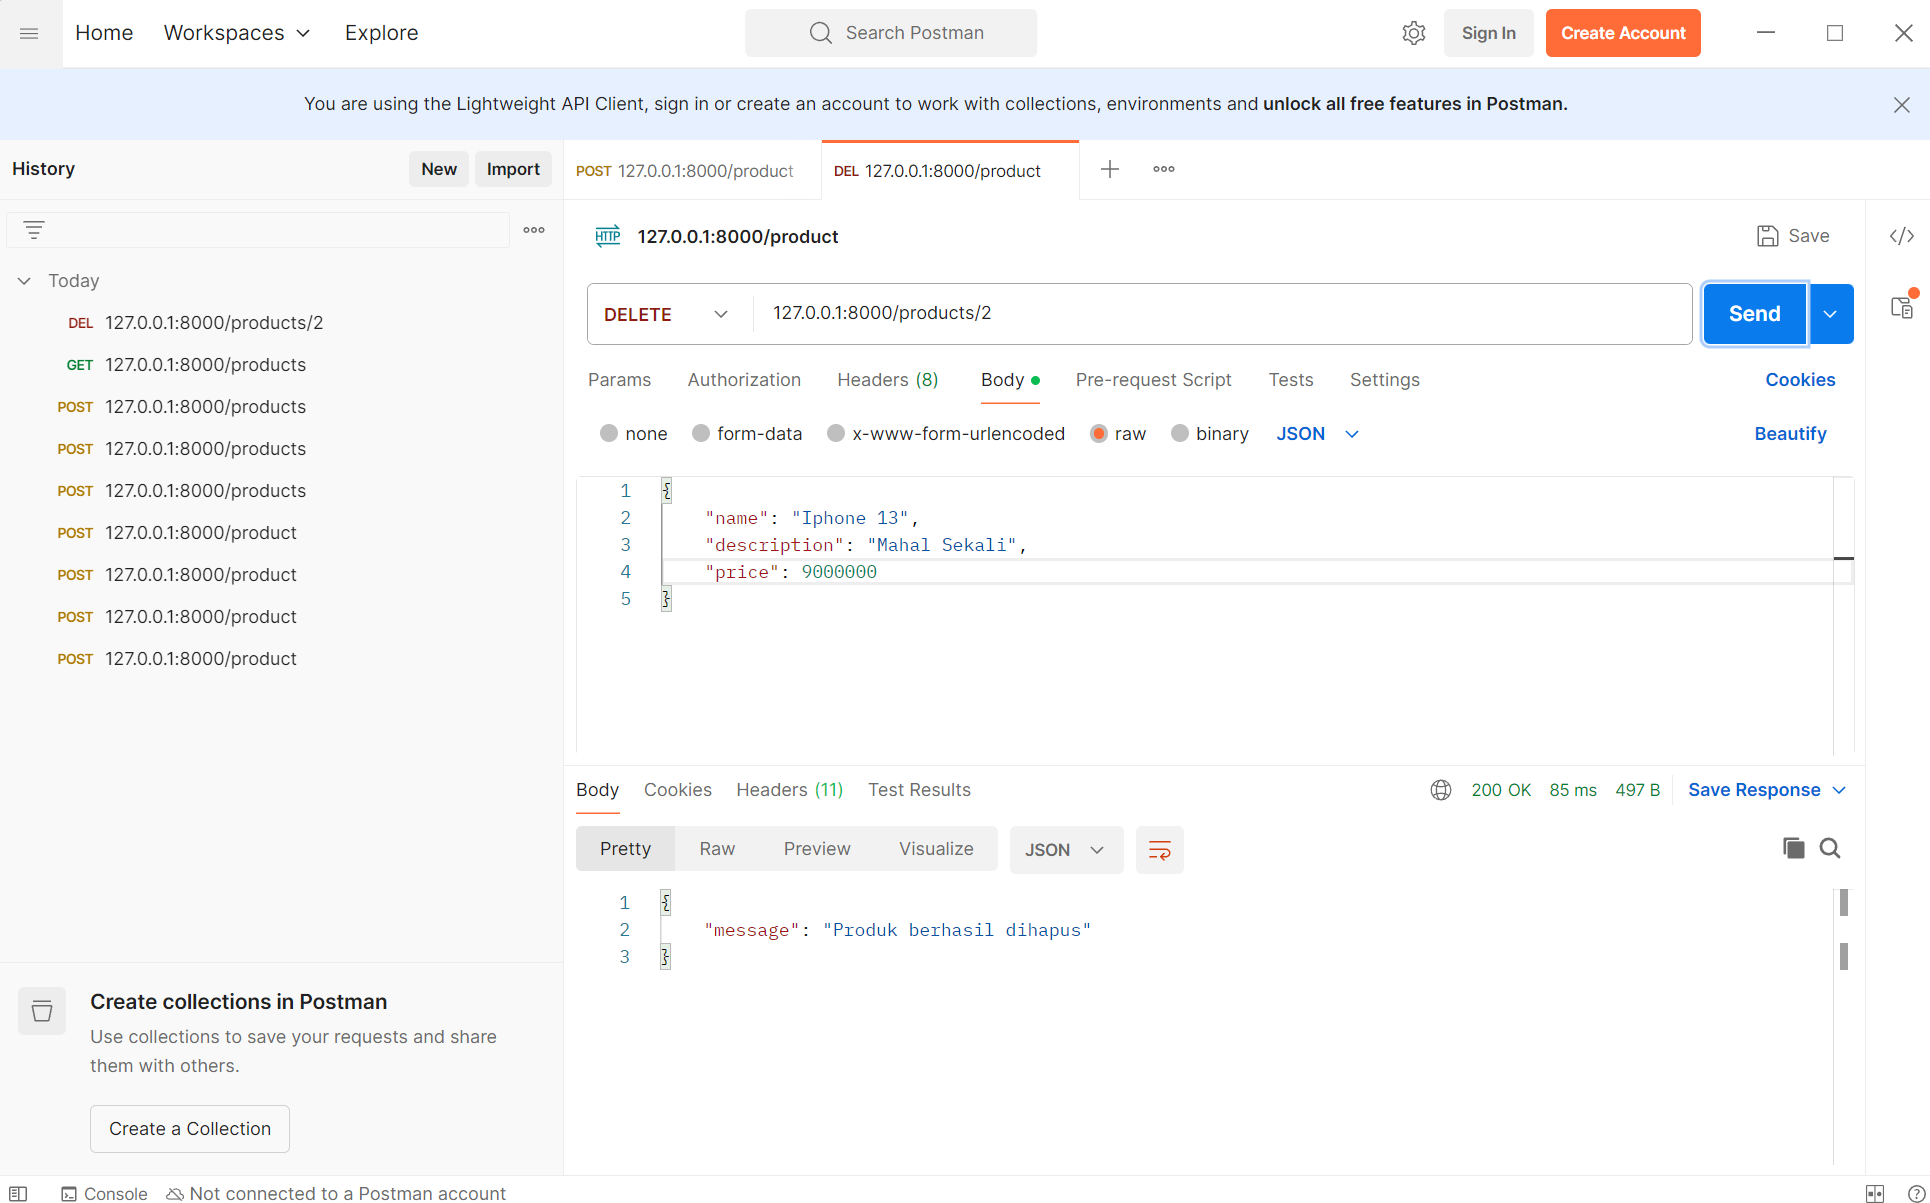 Home Workspaces Explore Search Postman Sign In Create Account
You are using the Lightweight API Client, sign in or create an account to work with collections, environments and unlock all free features in Postman.
History New Import
Today
DEL 127.0.0.1:8000/products/2
GET 127.0.0.1:8000/products
POST 127.0.0.1:8000/products
POST 127.0.0.1:8000/products
POST 127.0.0.1:8000/products
POST 127.0.0.1:8000/product
POST 127.0.0.1:8000/product
POST 127.0.0.1:8000/product
POST 127.0.0.1:8000/product
Create collections in Postman
Use collections to save your requests and share
them with others.
Create a Collection
POST 127.0.0.1:8000/product DEL 127.0.0.1:8000/product
HTTP 127.0.0.1:8000/product Save
DELETE 127.0.0.1:8000/products/2 Send
Params Authorization Headers (8) Body Pre-request Script Tests Settings Cookies
none form-data x-www-form-urlencoded raw binary JSON Beautify
1 {
2 "name": "Iphone 13",
3 "description": "Mahal Sekali",
4 "price": 9000000
5 }
Body Cookies Headers (11) Test Results 200 OK 85 ms 497 B Save Response
Pretty Raw Preview Visualize JSON
1 {
2 "message": "Produk berhasil dihapus"
3 }
Console Not connected to a Postman account